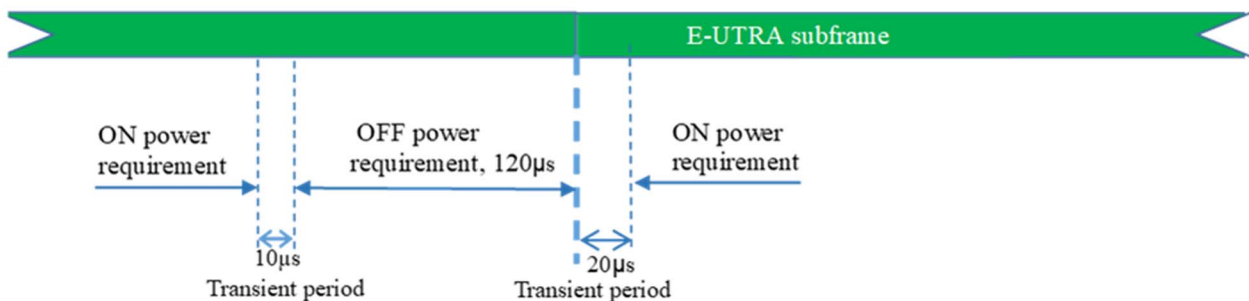 E-UTRA subframe
ON power
requirement
OFF power
requirement, 120μs
ON power
requirement
10μs
Transient period
20μs
Transient period